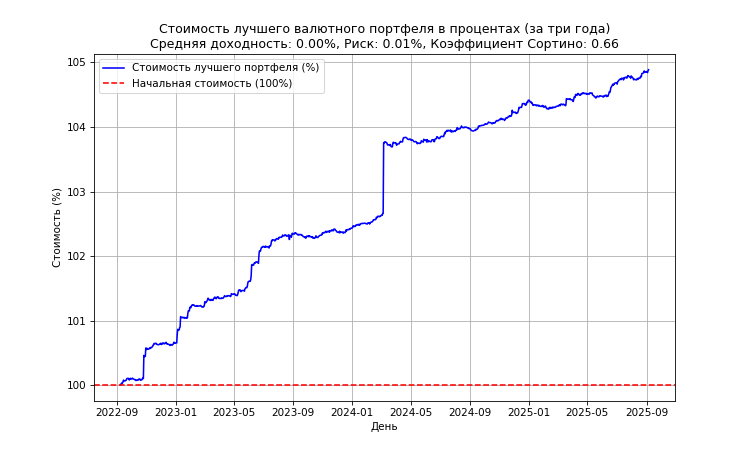 Стоимость лучшего валютного портфеля в процентах (за три года)
Средняя доходность: 0.00%, Риск: 0.01%, Коэффициент Сортино: 0.66
Стоимость лучшего портфеля (%)
Начальная стоимость (100%)
Стоимость (%)
105
104
103
102
101
100
2022-09 2023-01 2023-05 2023-09 2024-01 2024-05 2024-09 2025-01 2025-05 2025-09
День